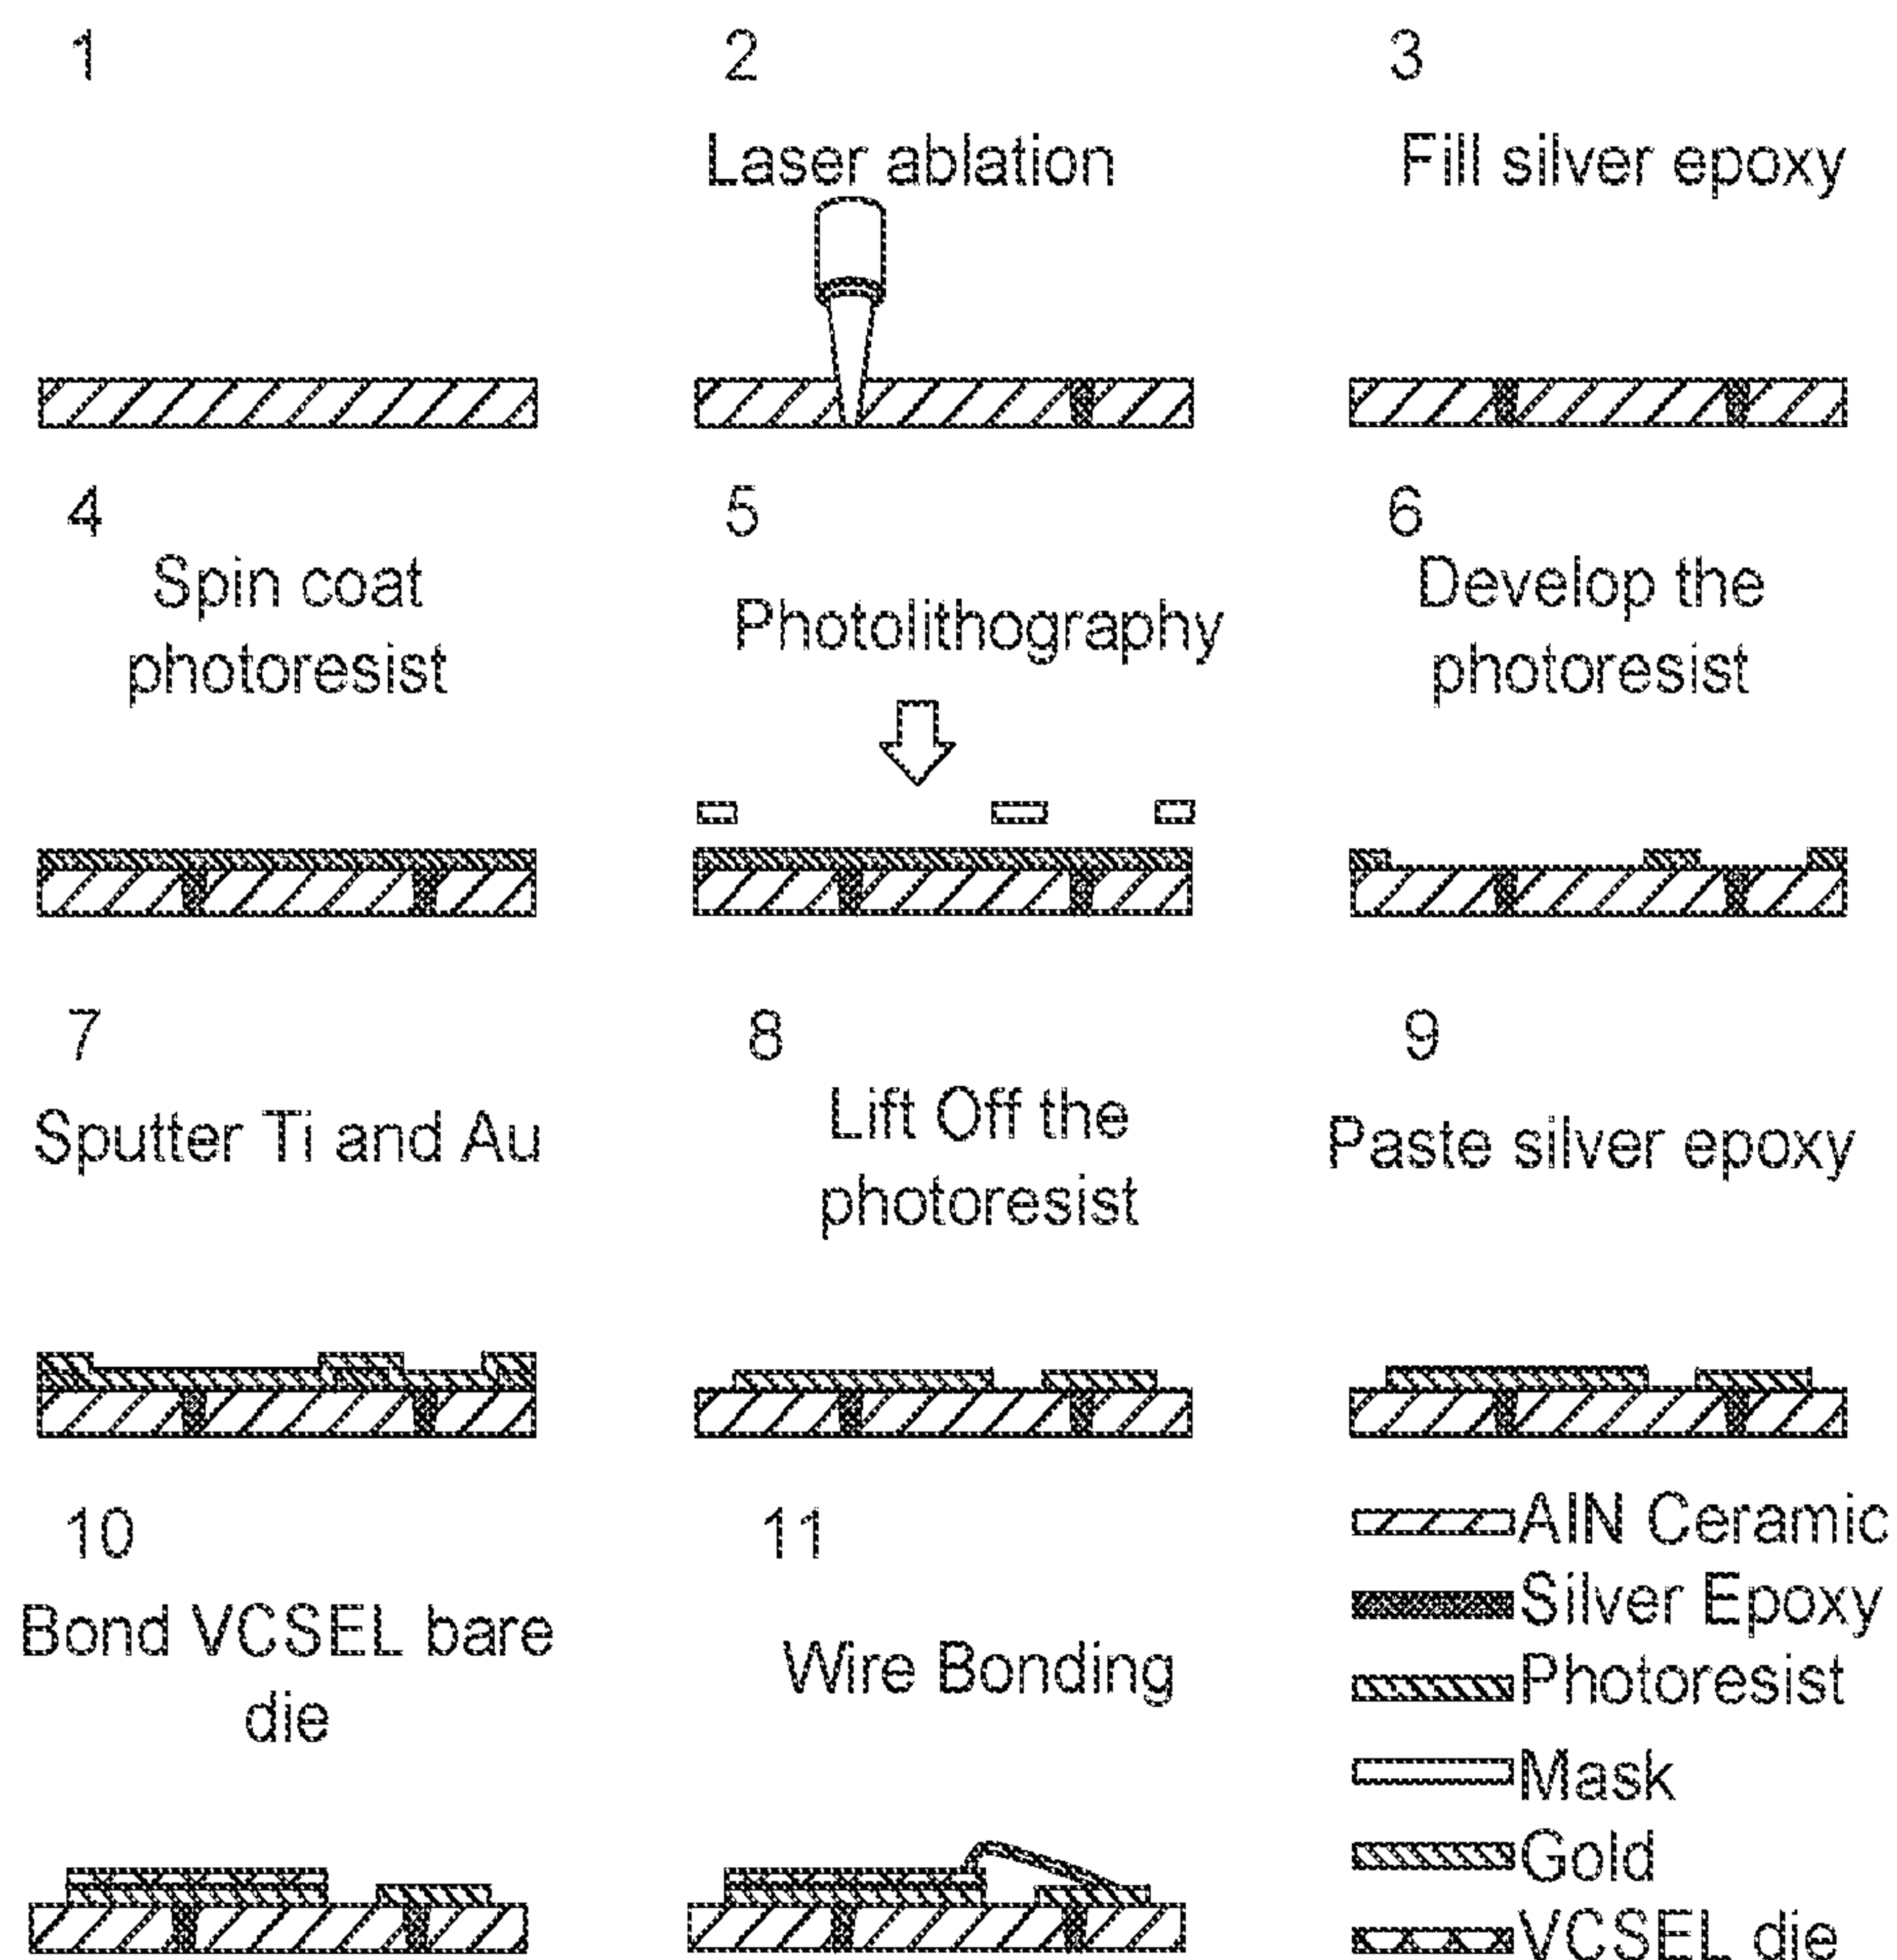 1
2
Laser ablation
3
Fill silver epoxy
4
Spin coat
photoresist
5
Photolithography
6
Develop the
photoresist
7
Sputter Ti and Au
8
Lift Off the
photoresist
9
Paste silver epoxy
10
Bond VCSEL bare
die
11
Wire Bonding
AlN Ceramic
Silver Epoxy
Photoresist
Mask
Gold
VCSEL die